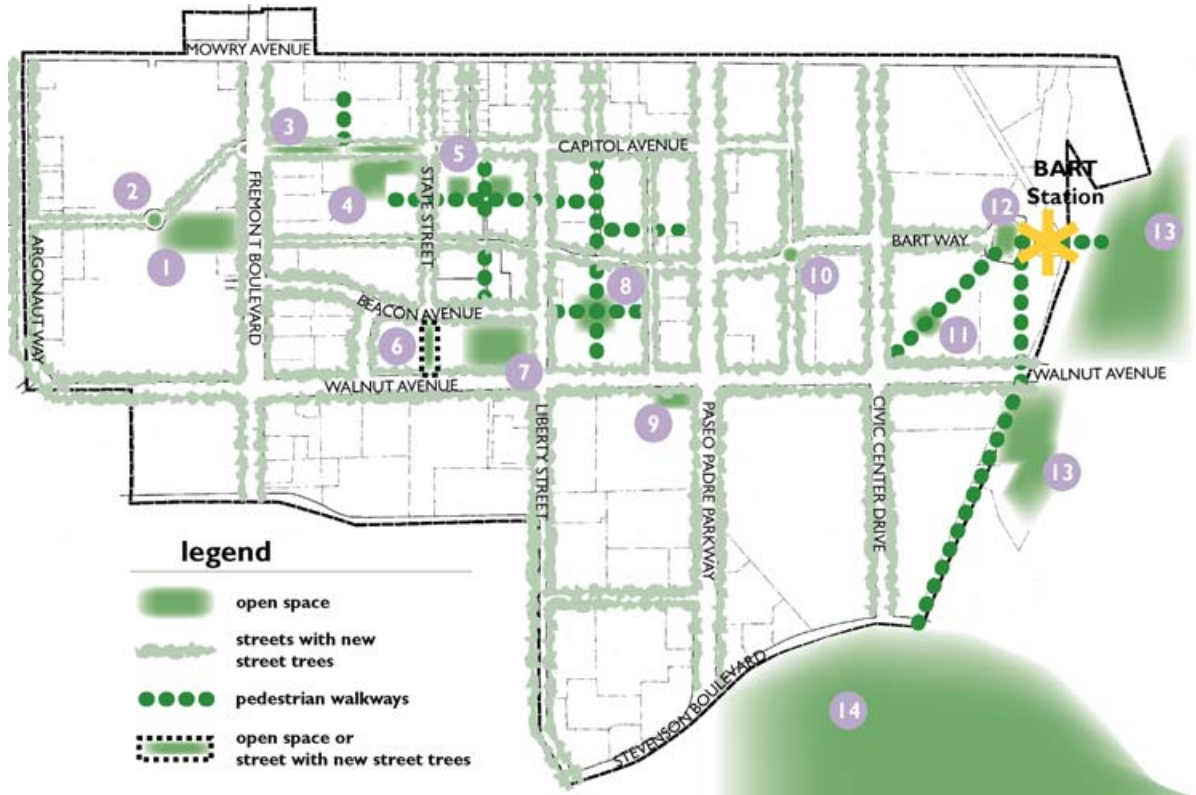 MOWRY AVENUE
3
CAPITOL AVENUE
5
BART
Station
2
4
12
13
FREMONT BOULEVARD
STATE STREET
ARGONAUT WAY
1
BART WAY
10
8
BEACON AVENUE
6
11
7
WALNUT AVENUE
WALNUT AVENUE
9
LIBERTY STREET
PASEO PADRE PARKWAY
CIVIC CENTER DRIVE
13
legend
open space
streets with new
street trees
pedestrian walkways
open space or
street with new street trees
STEVENSON BOULEVARD
14